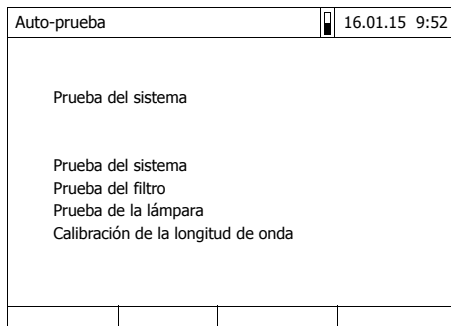 Auto-prueba 16.01.15 9:52
Prueba del sistema
Prueba del sistema
Prueba del filtro
Prueba de la lámpara
Calibración de la longitud de onda